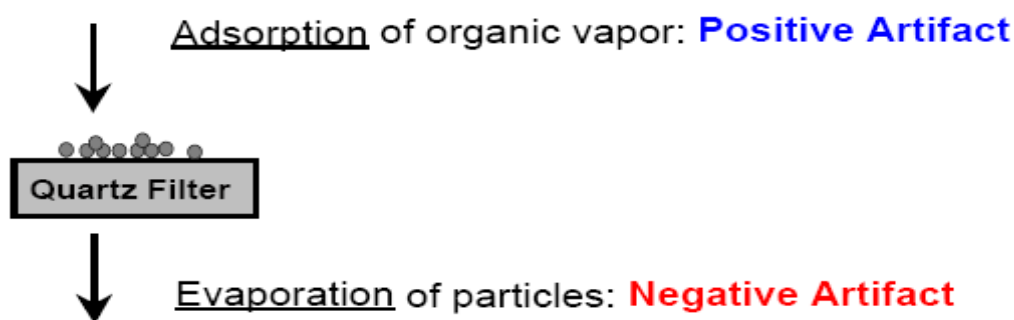 Adsorption of organic vapor: Positive Artifact
Quartz Filter
Evaporation of particles: Negative Artifact